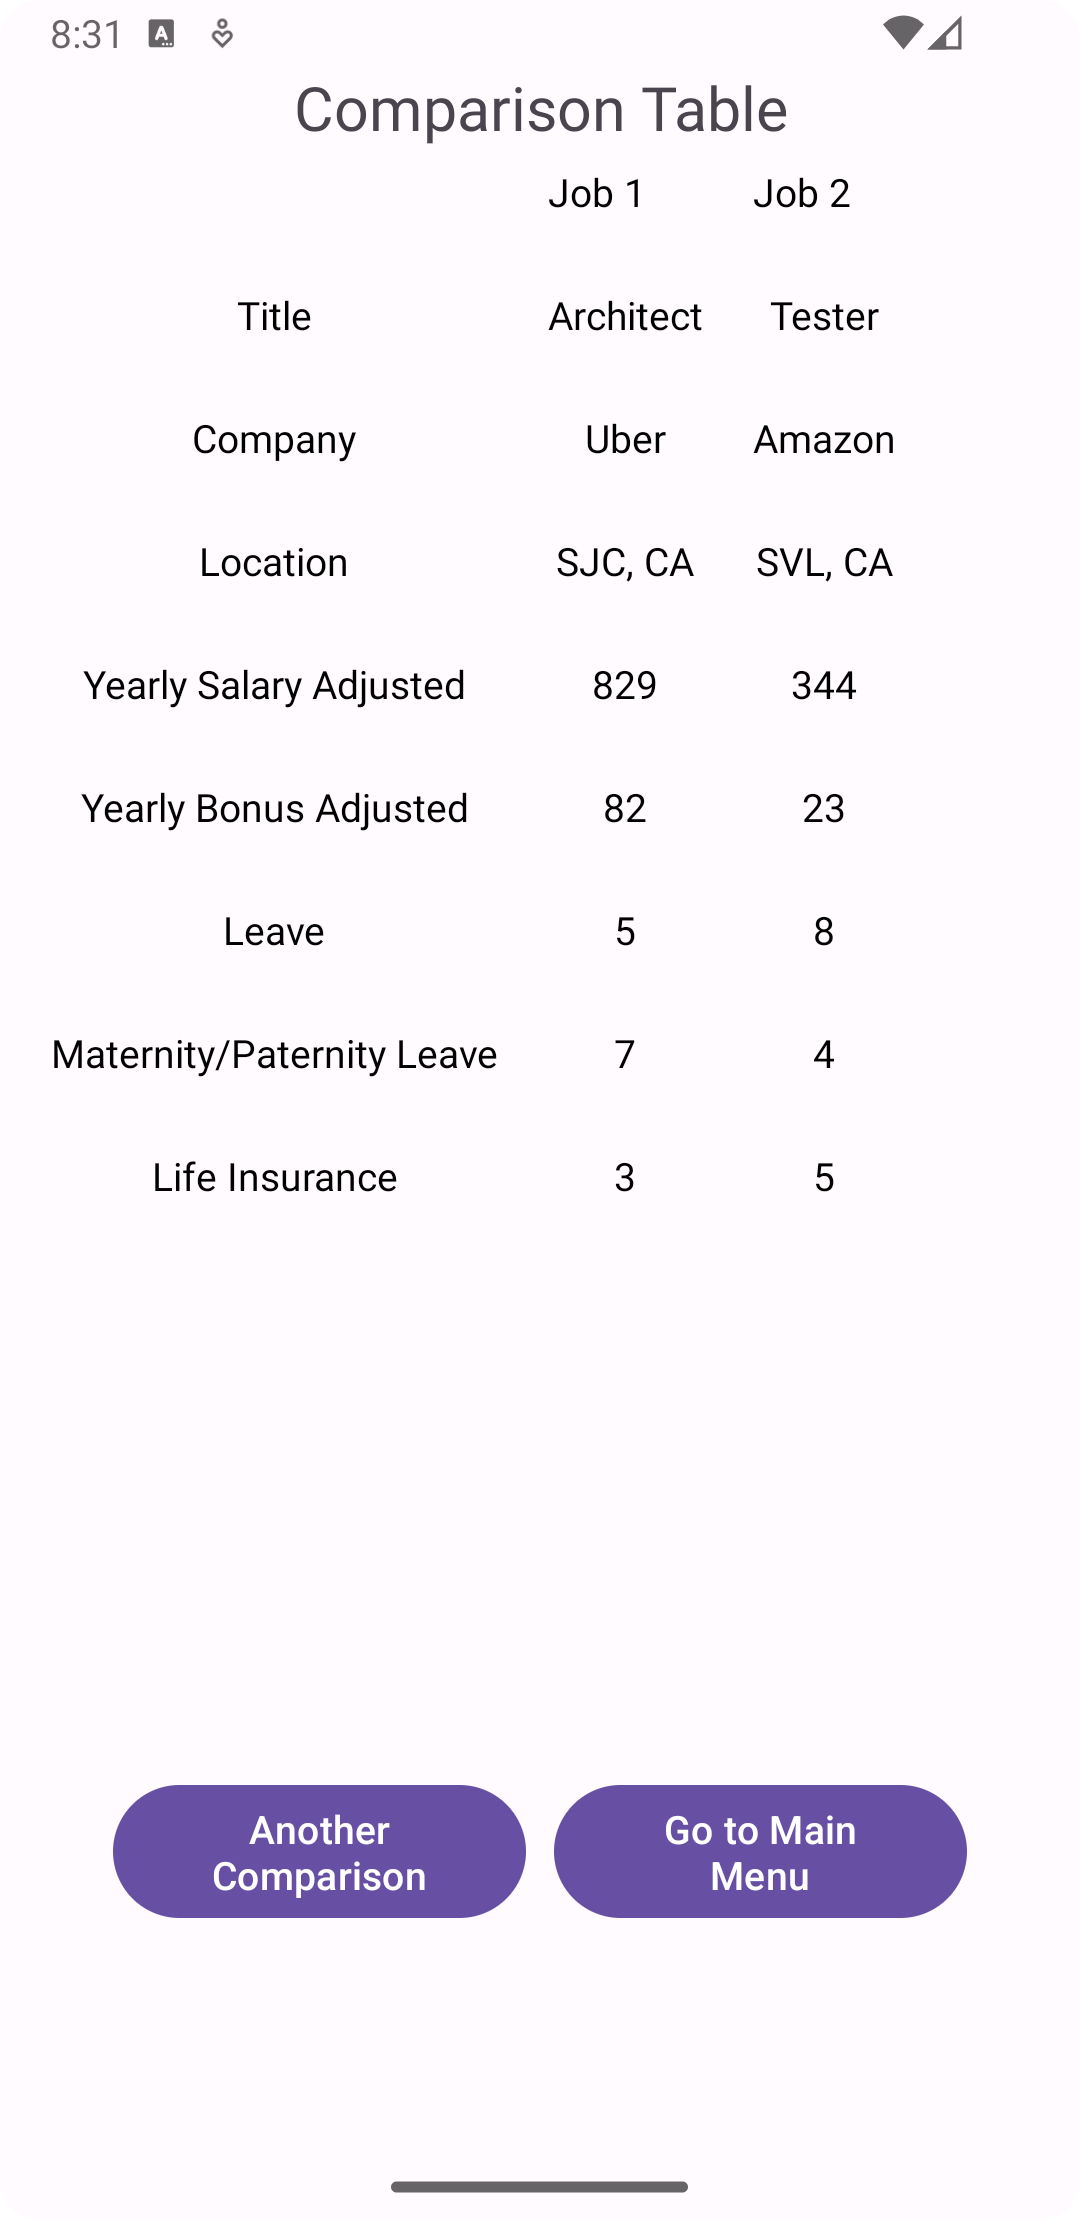 8:31
Comparison Table
Job 1 Job 2
Title Architect Tester
Company Uber Amazon
Location SJC, CA SVL, CA
Yearly Salary Adjusted 829 344
Yearly Bonus Adjusted 82 23
Leave 5 8
Maternity/Paternity Leave 7 4
Life Insurance 3 5
Another
Comparison
Go to Main
Menu